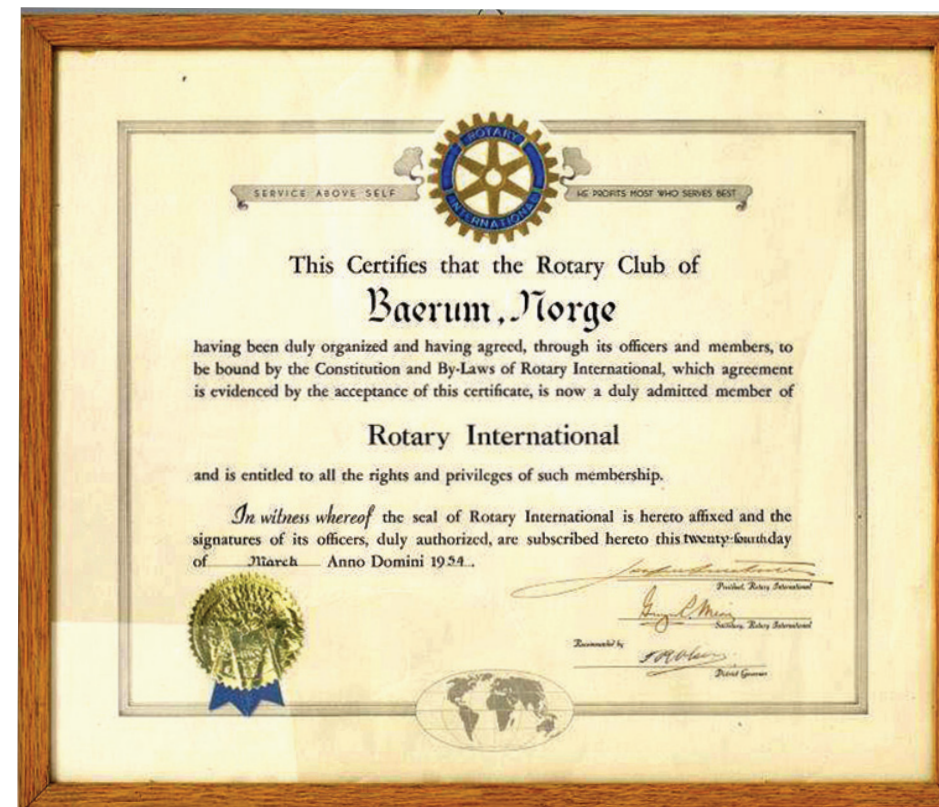 ROTARY
INTERNATIONAL
SERVICE ABOVE SELF
HE PROFITS MOST WHO SERVES BEST
This Certifies that the Rotary Club of
Baerum, Norge
having been duly organized and having agreed, through its officers and members, to
be bound by the Constitution and By-Laws of Rotary International, which agreement
is evidenced by the acceptance of this certificate, is now a duly admitted member of
Rotary International
and is entitled to all the rights and privileges of such membership.
In witness whereof the seal of Rotary International is hereto affixed and the
signatures of its officers, duly authorized, are subscribed hereto this twenty-fourth day
of March Anno Domini 1954.
President, Rotary International
Secretary, Rotary International
Recommended by
District Governor